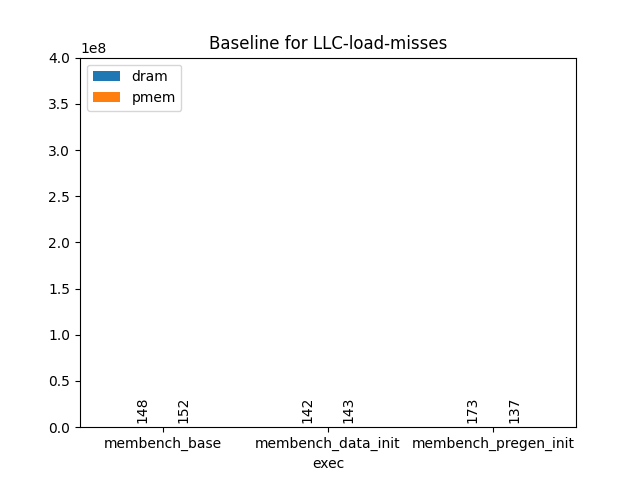 Baseline for LLC-load-misses
1e8
4.0
3.5
3.0
2.5
2.0
1.5
1.0
0.5
0.0
dram
pmem
148
152
142
143
173
137
membench_base
membench_data_init
membench_pregen_init
exec